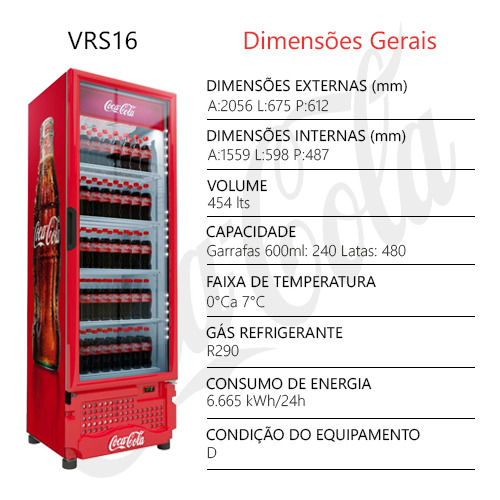 VRS16
Dimensões Gerais
DIMENSÕES EXTERNAS (mm)
A:2056 L:675 P:612
DIMENSÕES INTERNAS (mm)
A:1559 L:598 P:487
VOLUME
454 lts
CAPACIDADE
Garrafas 600ml: 240 Latas: 480
FAIXA DE TEMPERATURA
0°Ca 7°C
GÁS REFRIGERANTE
R290
CONSUMO DE ENERGIA
6.665 kWh/24h
CONDIÇÃO DO EQUIPAMENTO
D
Coca-Cola
Coca-Cola
Coca-Cola
Coca-Cola